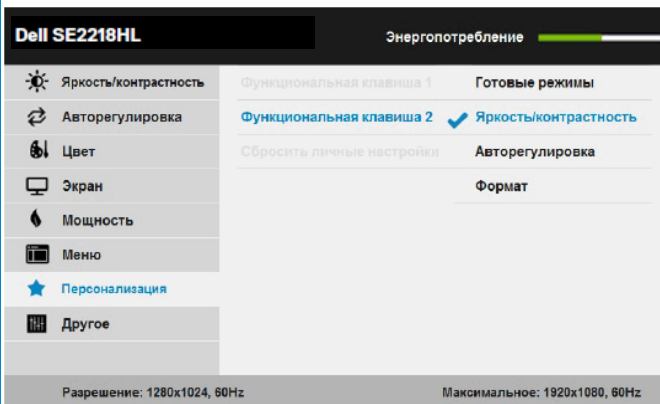 Dell SE2218HL Энергопотребление
Яркость/контрастность Функциональная клавиша 1 Готовые режимы
Авторегулировка Функциональная клавиша 2 Яркость/контрастность
Цвет Сбросить личные настройки Авторегулировка
Экран Формат
Мощность
Меню
Персонализация
Другое
Разрешение: 1280x1024, 60Hz Максимальное: 1920x1080, 60Hz